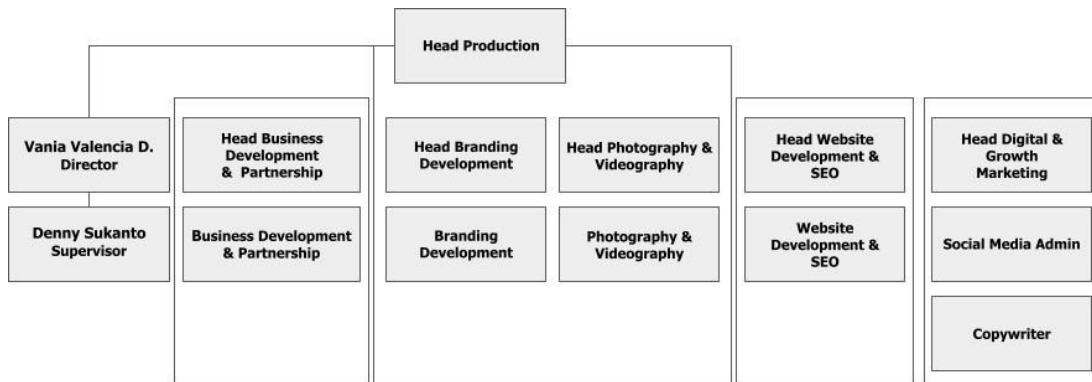 Head Production
Vania Valencia D.
Director
Head Business
Development
& Partnership
Head Branding
Development
Head Photography &
Videography
Head Website
Development &
SEO
Head Digital &
Growth
Marketing
Denny Sukanto
Supervisor
Business Development
& Partnership
Branding
Development
Photography &
Videography
Website
Development &
SEO
Social Media Admin
Copywriter